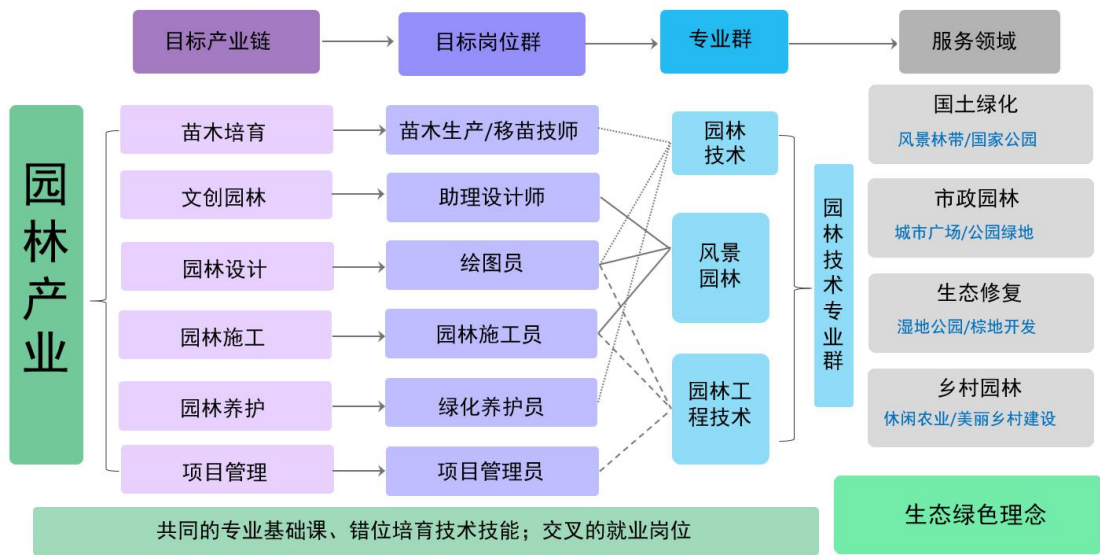 目标产业链
目标岗位群
专业群
服务领域
园林产业
苗木培育
苗木生产/移苗技师
文创园林
助理设计师
园林设计
绘图员
园林施工
园林施工员
园林养护
绿化养护员
项目管理
项目管理员
园林
技术
风景
园林
园林工
程技术
园林技术专业群
国土绿化
风景林带/国家公园
市政园林
城市广场/公园绿地
生态修复
湿地公园/棕地开发
乡村园林
休闲农业/美丽乡村建设
共同的专业基础课、错位培育技术技能；交叉的就业岗位
生态绿色理念